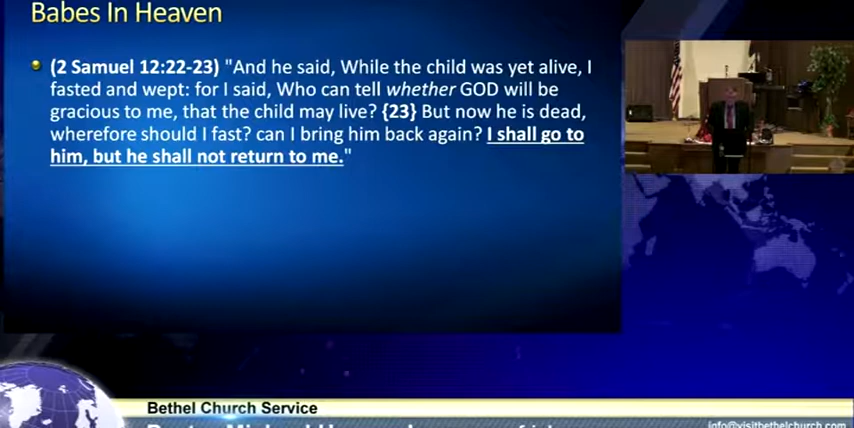 Babes In Heaven
(2 Samuel 12:22-23) "And he said, While the child was yet alive, I
fasted and wept: for I said, Who can tell whether GOD will be
gracious to me, that the child may live? {23} But now he is dead,
wherefore should I fast? can I bring him back again? I shall go to
him, but he shall not return to me."
Bethel Church Service
info@visitbethelchurch.com